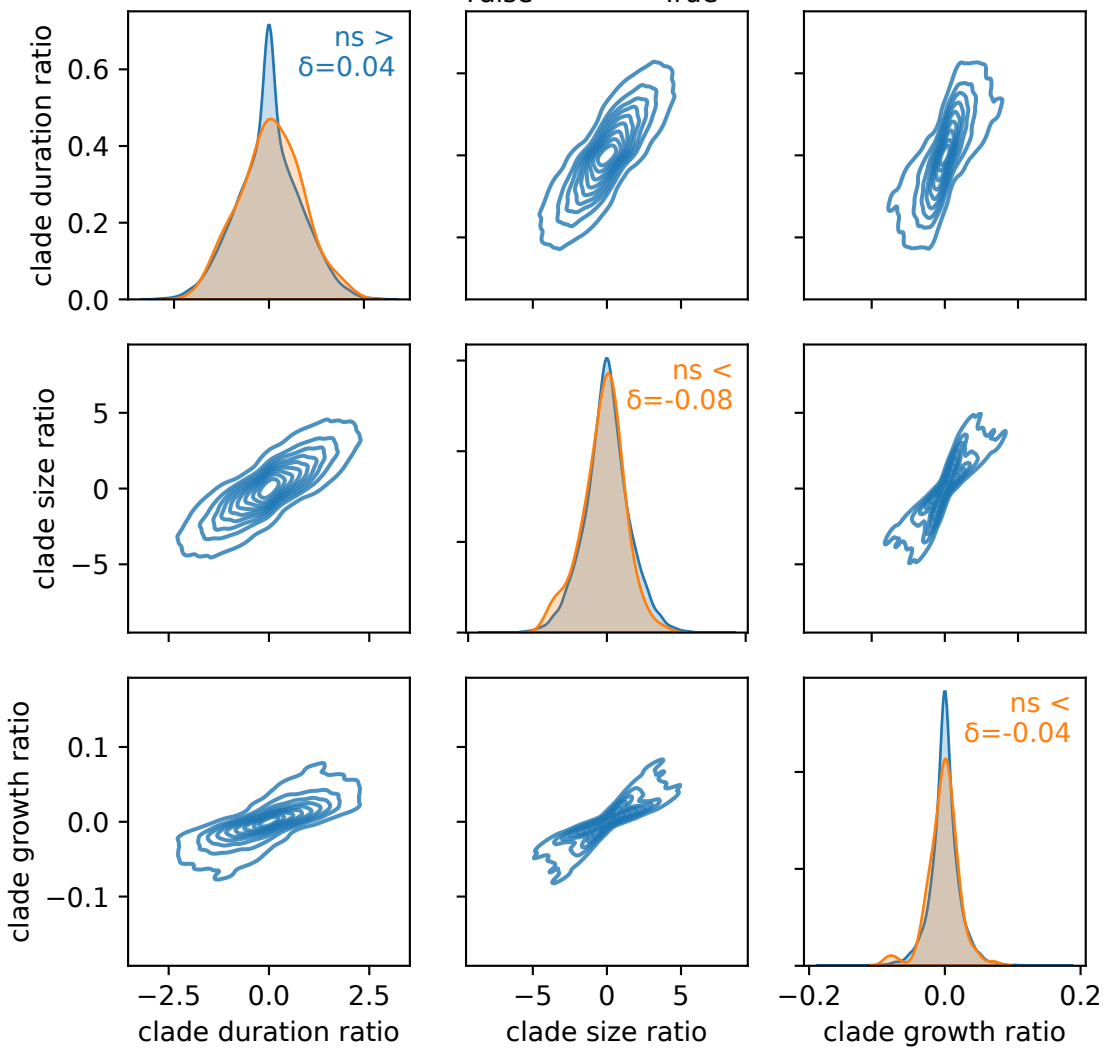 False True
clade duration ratio
0.6
0.4
0.2
0.0
ns >
δ=0.04
clade size ratio
5
0
−5
ns <
δ=-0.08
clade growth ratio
0.1
0.0
−0.1
ns <
δ=-0.04
−2.5 0.0 2.5
−5 0 5
−0.2 0.0 0.2
clade duration ratio
clade size ratio
clade growth ratio